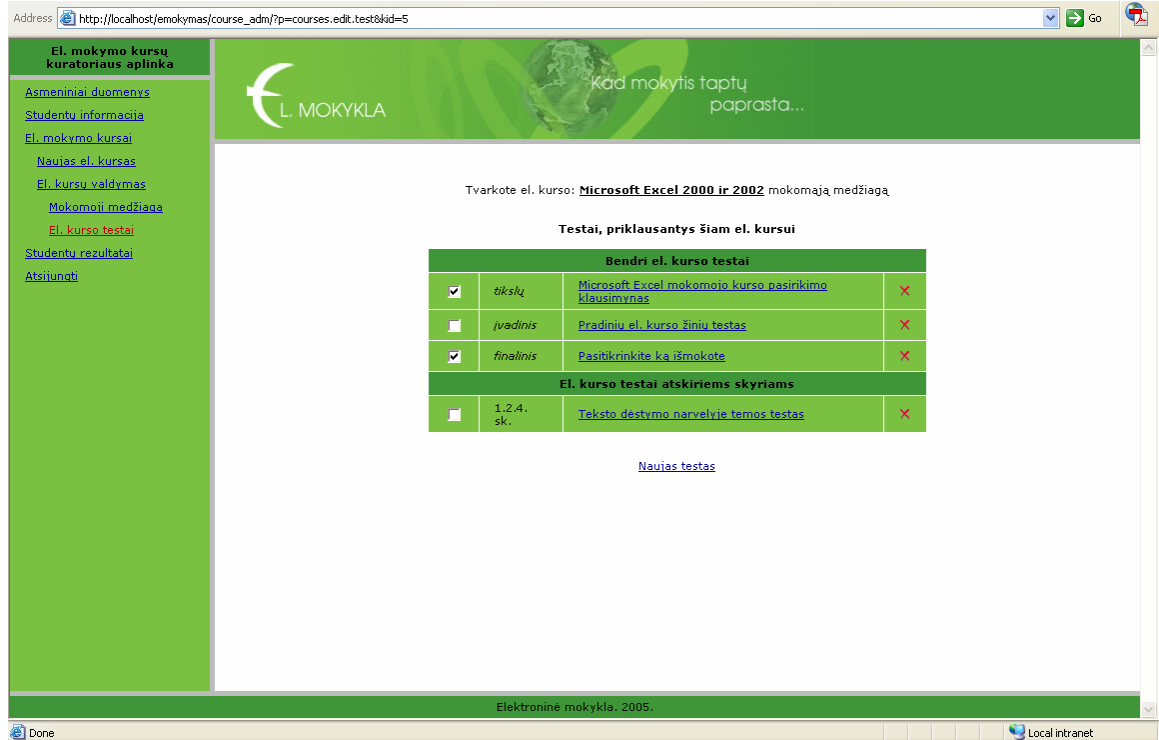 Address http://localhost/emokymas/course_adm/?p=courses.edit.test&kid=5 Go
El. mokymo kursų
kuratoriaus aplinka
Asmeniniai duomenys
Studentų informacija
El. mokymo kursai
Naujas el. kursas
El. kursų valdymas
Mokomoji medžiaga
El. kurso testai
Studentų rezultatai
Atsijungti
L. MOKYKLA
Kad mokytis taptų
paprasta...
Tvarkote el. kurso: Microsoft Excel 2000 ir 2002 mokomąją medžiagą
Testai, priklausantys šiam el. kursui
Bendri el. kurso testai
tikslų Microsoft Excel mokomojo kurso pasirikimo
klausimynas
įvadinis Pradinių el. kurso žinių testas
finalinis Pasitikrinkite ką išmokote
El. kurso testai atskiriems skyriams
1.2.4.
sk.
Teksto dėstymo narvelyje temos testas
Naujas testas
Elektroninė mokykla. 2005.
Done Local intranet